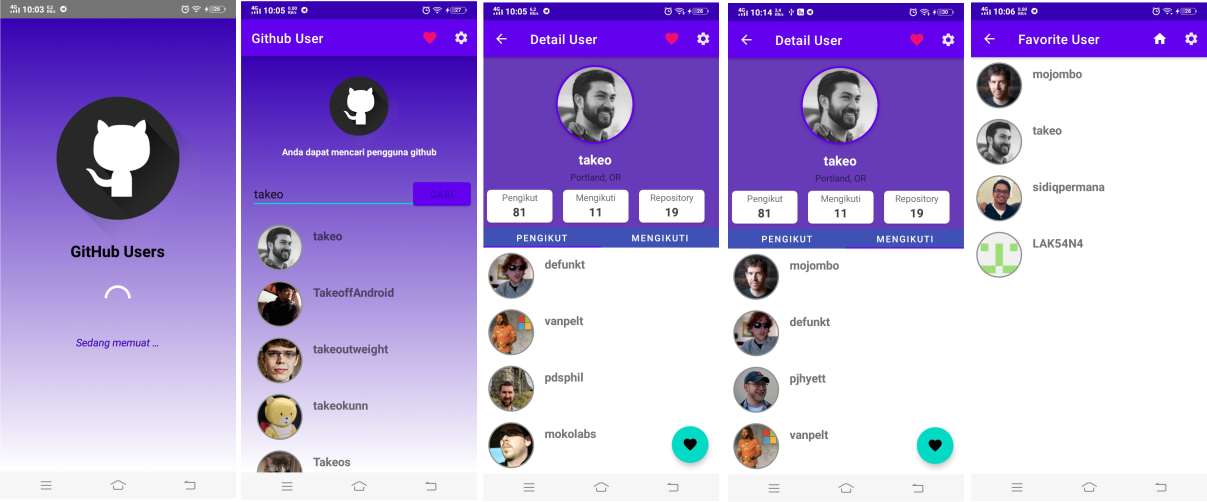 10:03
26
GitHub Users
Sedang memuat ...
10:05
27
Github User
Anda dapat mencari pengguna github
takeo
CARI
takeo
TakeoffAndroid
takeoutweight
takeokunn
Takeos
10:05
28
Detail User
takeo
Portland, OR
Pengikut
81
Mengikuti
11
Repository
19
PENGIKUT
MENGIKUTI
defunkt
vanpelt
pdsphil
mokolabs
10:14
30
Detail User
takeo
Portland, OR
Pengikut
81
Mengikuti
11
Repository
19
PENGIKUT
MENGIKUTI
mojombo
defunkt
pjhyett
vanpelt
10:06
28
Favorite User
mojombo
takeo
sidiqpermana
LAK54N4